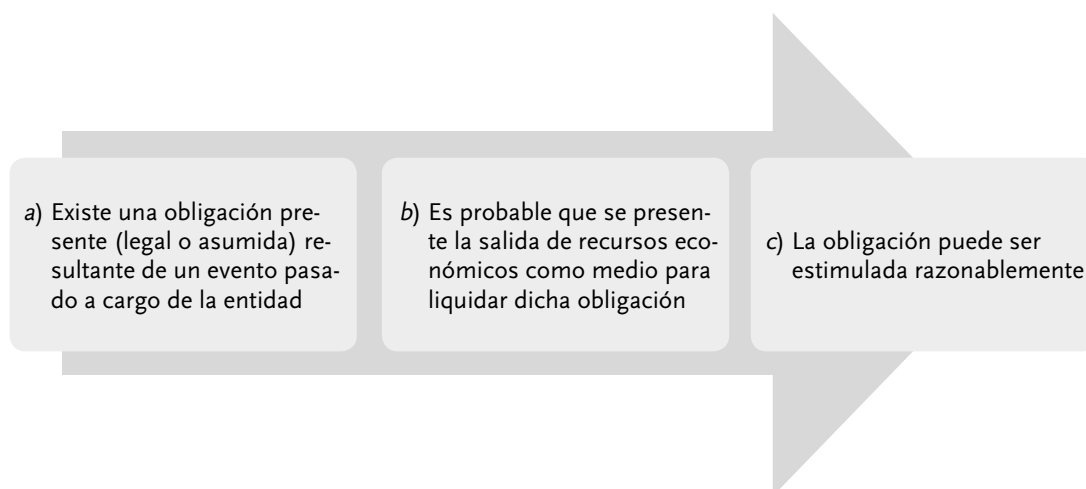 a) Existe una obligación pre-
sente (legal o asumida) re-
sultante de un evento pasa-
do a cargo de la entidad
b) Es probable que se presen-
te la salida de recursos eco-
nómicos como medio para
liquidar dicha obligación
c) La obligación puede ser
estimulada razonablemente